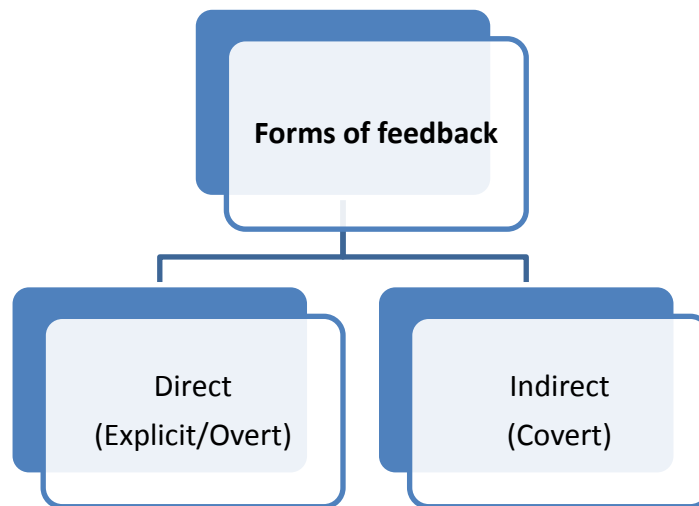 Forms of feedback
Direct
(Explicit/Overt)
Indirect
(Covert)